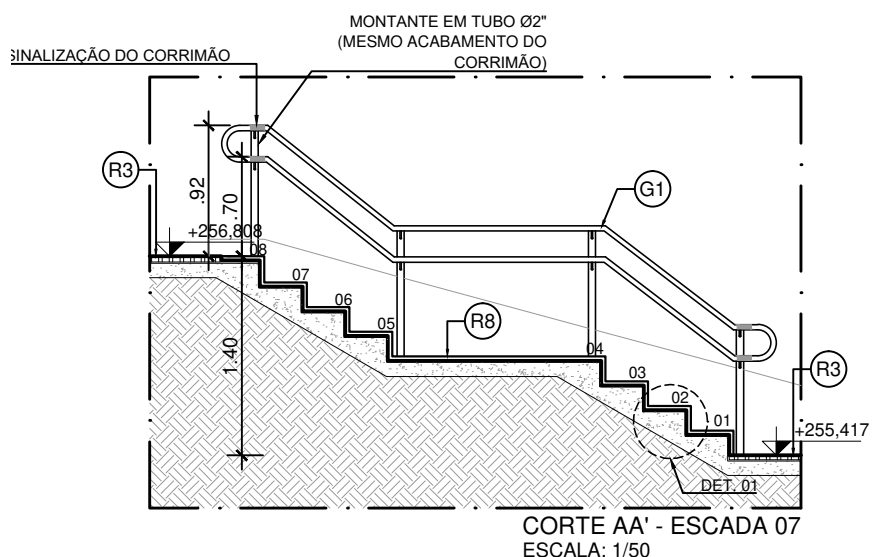 MONTANTE EM TUBO Ø2"
(MESMO ACABAMENTO DO
CORRIMÃO)
SINALIZAÇÃO DO CORRIMÃO
R3
.92
.70
G1
+256,808
08
07
06
05
R8
04
03
02
01
R3
1.40
+255,417
DET. 01
CORTE AA' - ESCADA 07
ESCALA: 1/50